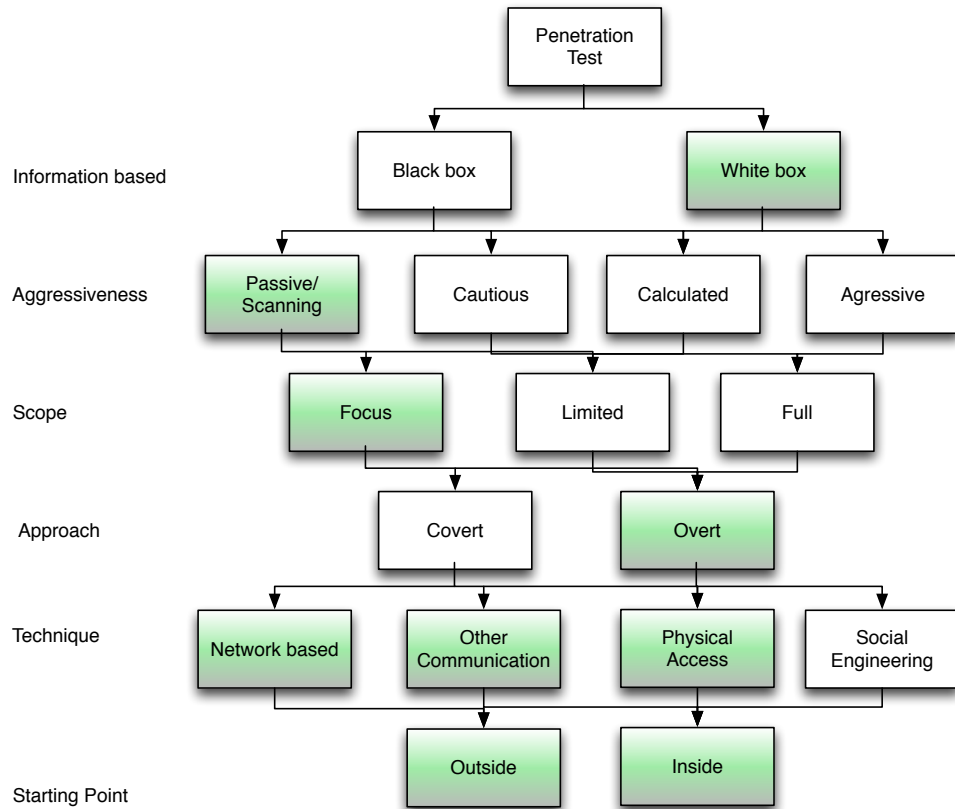 Penetration
Test
Information based
Black box
White box
Aggressiveness
Passive/
Scanning
Cautious
Calculated
Agressive
Scope
Focus
Limited
Full
Approach
Covert
Overt
Technique
Network based
Other
Communication
Physical
Access
Social
Engineering
Outside
Inside
Starting Point